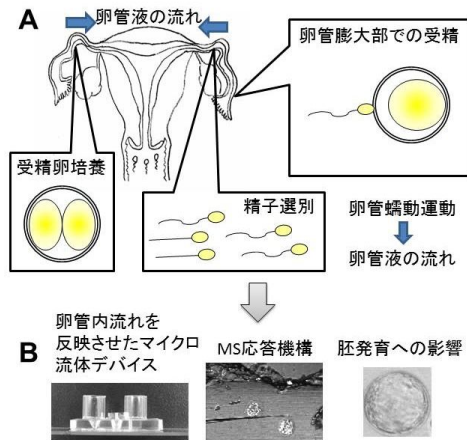 A
卵管液の流れ
卵管膨大部での受精
受精卵培養
精子選別
卵管蠕動運動
卵管液の流れ
B
卵管内流れを
反映させたマイクロ
流体デバイス
MS応答機構
胚発育への影響